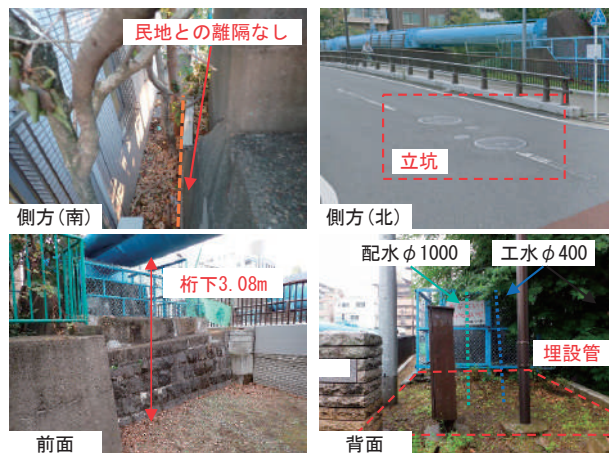 民地との離隔なし
側方(南)
立坑
側方(北)
桁下3.08m
前面
配水φ1000
工水φ400
埋設管
背面